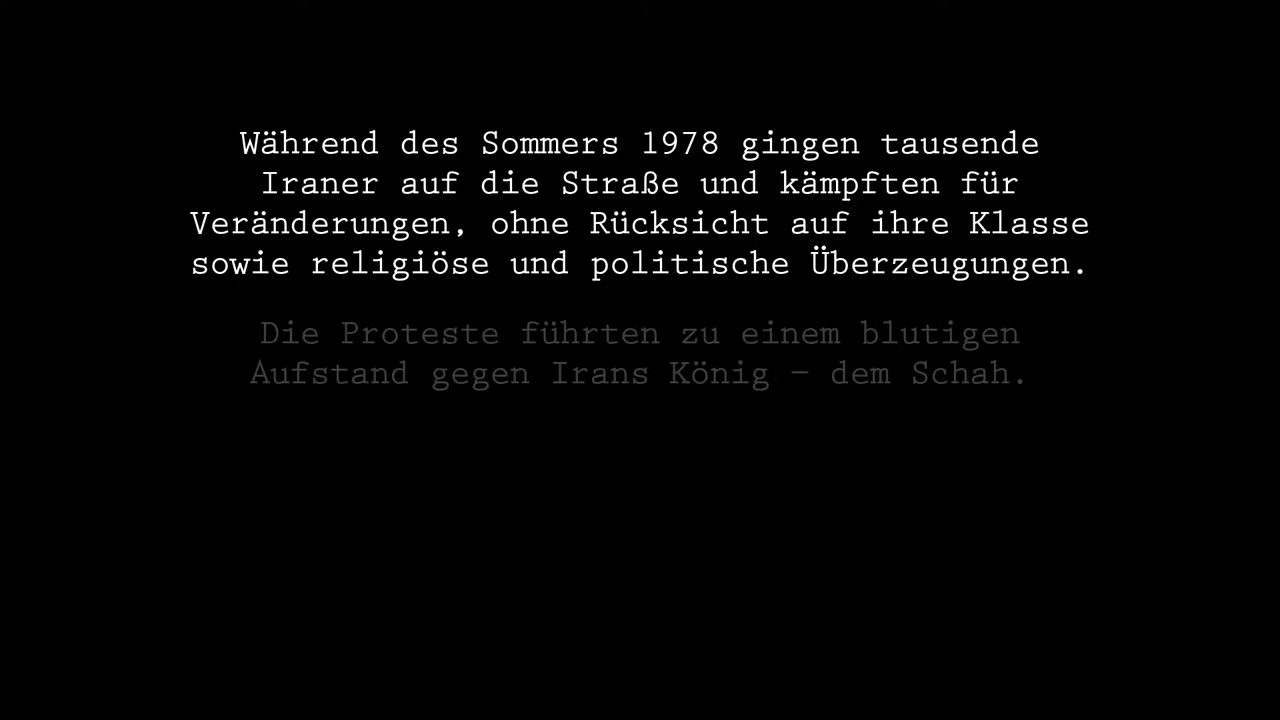 Während des Sommers 1978 gingen tausende
Iraner auf die Straße und kämpften für
Veränderungen, ohne Rücksicht auf ihre Klasse
sowie religiöse und politische Überzeugungen.
Die Proteste führten zu einem blutigen
Aufstand gegen Irans König – dem Schah.